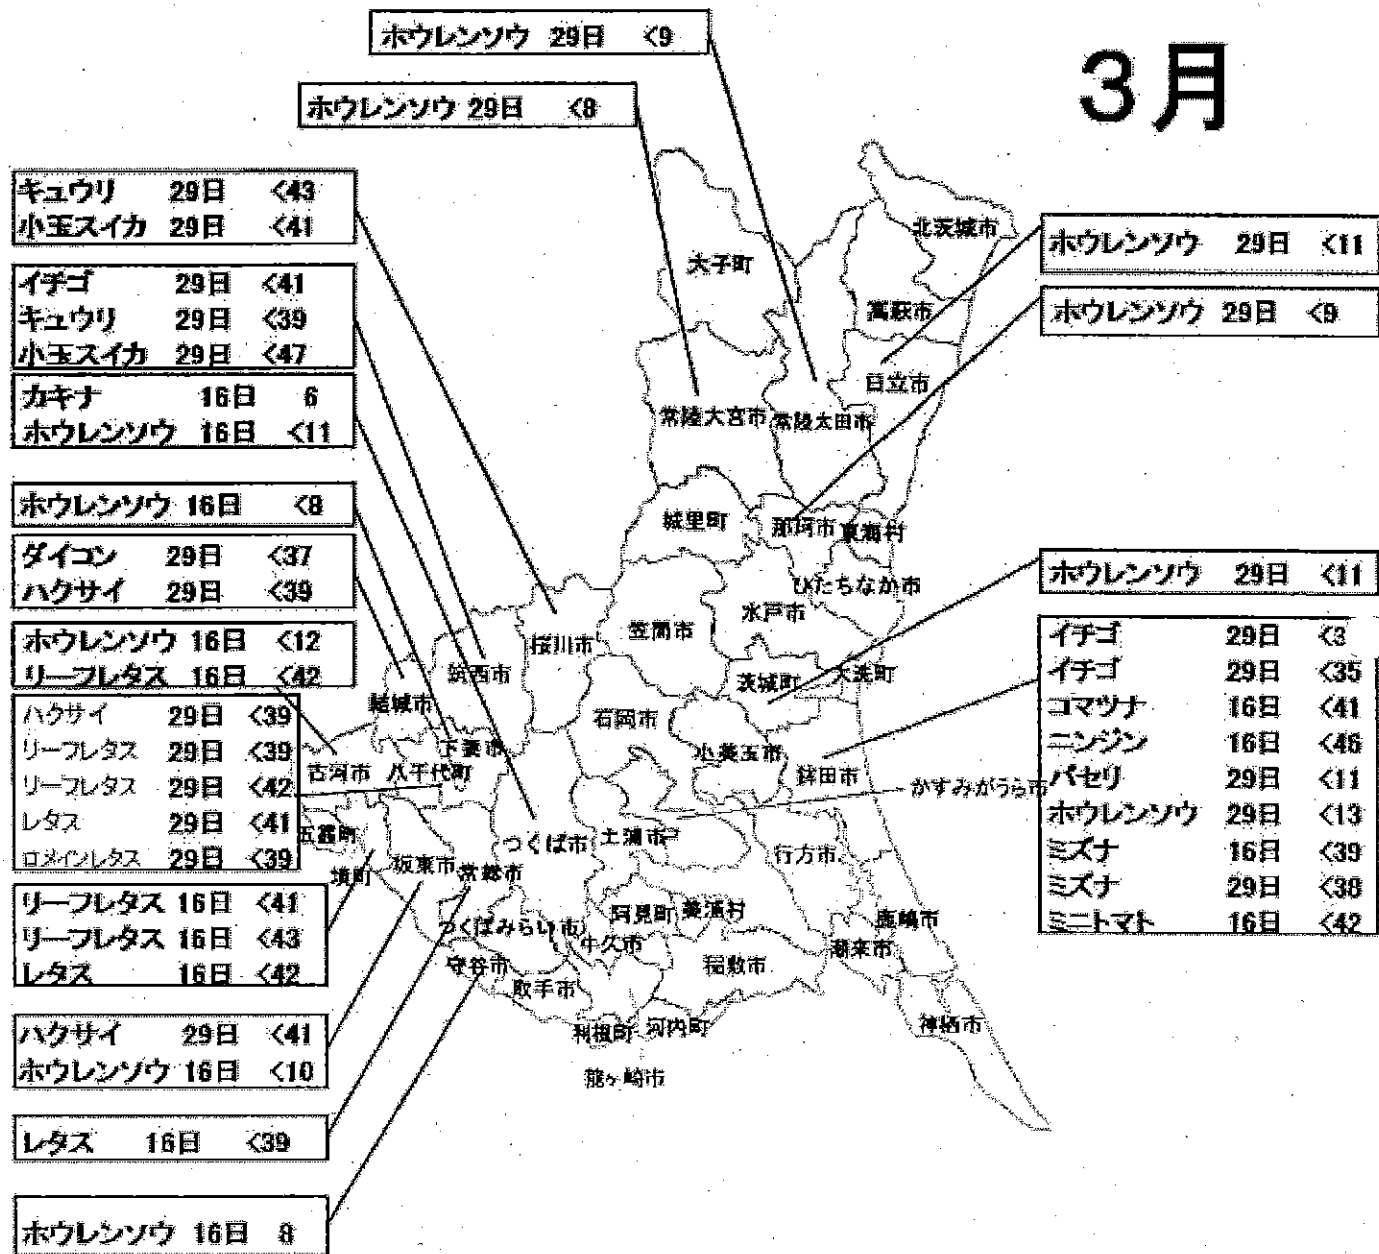 3月
ホウレンソウ 29日 <9
ホウレンソウ 29日 <8
キュウリ 29日 <43
小玉スイカ 29日 <41
イチゴ 29日 <41
キュウリ 29日 <39
小玉スイカ 29日 <47
カキナ 16日 6
ホウレンソウ 16日 <11
ホウレンソウ 16日 <8
ダイコン 29日 <37
ハクサイ 29日 <39
ホウレンソウ 16日 <12
リーフレタス 16日 <42
ハクサイ 29日 <39
リーフレタス 29日 <39
リーフレタス 29日 <42
レタス 29日 <41
ロメインレタス 29日 <39
リーフレタス 16日 <41
リーフレタス 16日 <43
レタス 16日 <42
ハクサイ 29日 <41
ホウレンソウ 16日 <10
レタス 16日 <39
ホウレンソウ 16日 8
ホウレンソウ 29日 <11
ホウレンソウ 29日 <9
ホウレンソウ 29日 <11
イチゴ 29日 <3
イチゴ 29日 <35
コマツナ 16日 <41
ニンジン 16日 <46
パセリ 29日 <11
ホウレンソウ 29日 <13
ミズナ 16日 <39
ミズナ 29日 <38
ミニトマト 16日 <42
北茨城市
大子町
高萩市
日立市
常陸大宮市
常陸太田市
城里町
那珂市
東海村
ひたちなか市
水戸市
笠間市
桜川市
筑西市
茨城町
大洗町
結城市
石岡市
下妻市
小美玉市
古河市
八千代町
鉾田市
かすみがうら市
五霞町
つくば市
土浦市
行方市
境町
坂東市
常総市
阿見町
美浦村
鹿嶋市
つくばみらい市
牛久市
潮来市
守谷市
稲敷市
取手市
利根町
河内町
神栖市
龍ヶ崎市